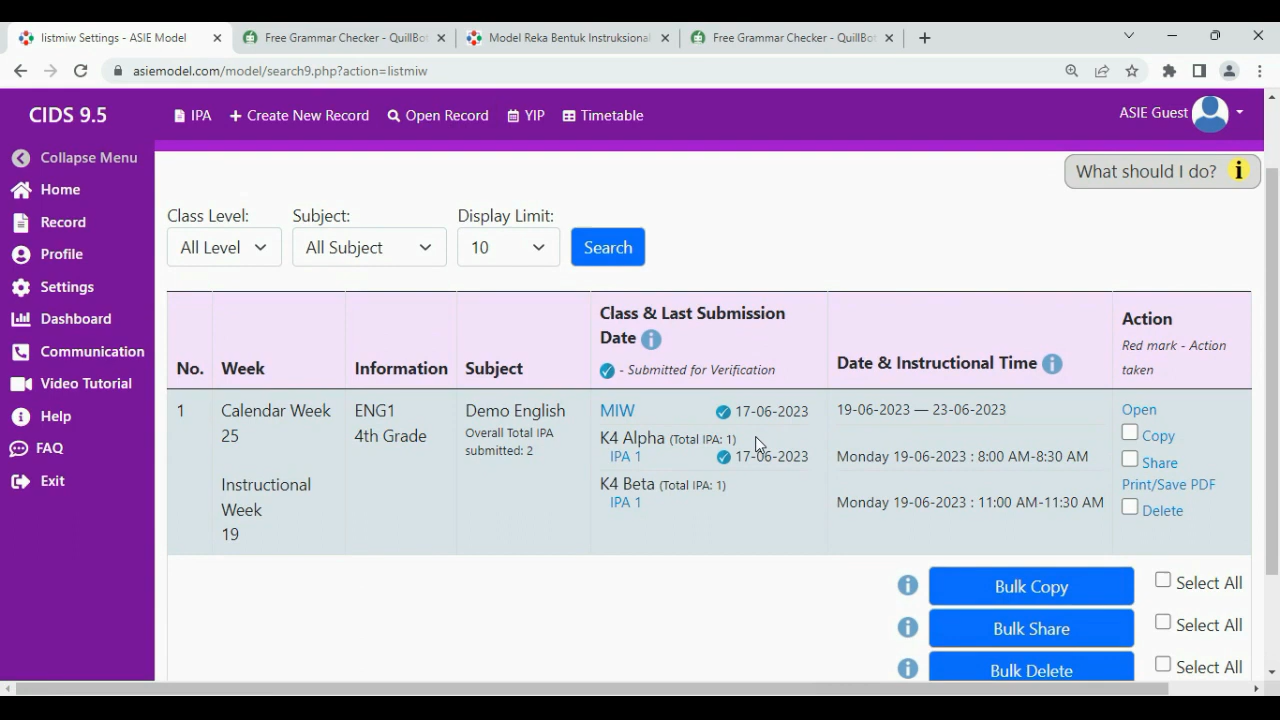 listmiw Settings - ASIE Model
Free Grammar Checker - QuillBot
Model Reka Bentuk Instruksional
Free Grammar Checker - QuillBot
asiemodel.com/model/search9.php?action=listmiw
CIDS 9.5
IPA
Create New Record
Open Record
YIP
Timetable
ASIE Guest
Collapse Menu
Home
Record
Profile
Settings
Dashboard
Communication
Video Tutorial
Help
FAQ
Exit
What should I do?
Class Level:
Subject:
Display Limit:
All Level
All Subject
10
Search
No.
Week
Information
Subject
Class & Last Submission
Date
- Submitted for Verification
Date & Instructional Time
Action
Red mark - Action
taken
1
Calendar Week
25
Instructional
Week
19
ENG1
4th Grade
Demo English
Overall Total IPA
submitted: 2
MIW 17-06-2023
K4 Alpha (Total IPA: 1)
IPA 1 17-06-2023
K4 Beta (Total IPA: 1)
IPA 1
19-06-2023 — 23-06-2023
Monday 19-06-2023 : 8:00 AM-8:30 AM
Monday 19-06-2023 : 11:00 AM-11:30 AM
Open
Copy
Share
Print/Save PDF
Delete
Bulk Copy
Select All
Bulk Share
Select All
Bulk Delete
Select All